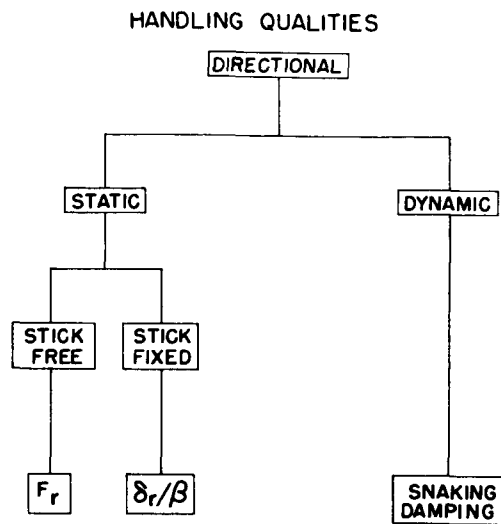 HANDLING QUALITIES
DIRECTIONAL
STATIC
DYNAMIC
STICK
FREE
STICK
FIXED
Fr
δr/β
SNAKING
DAMPING